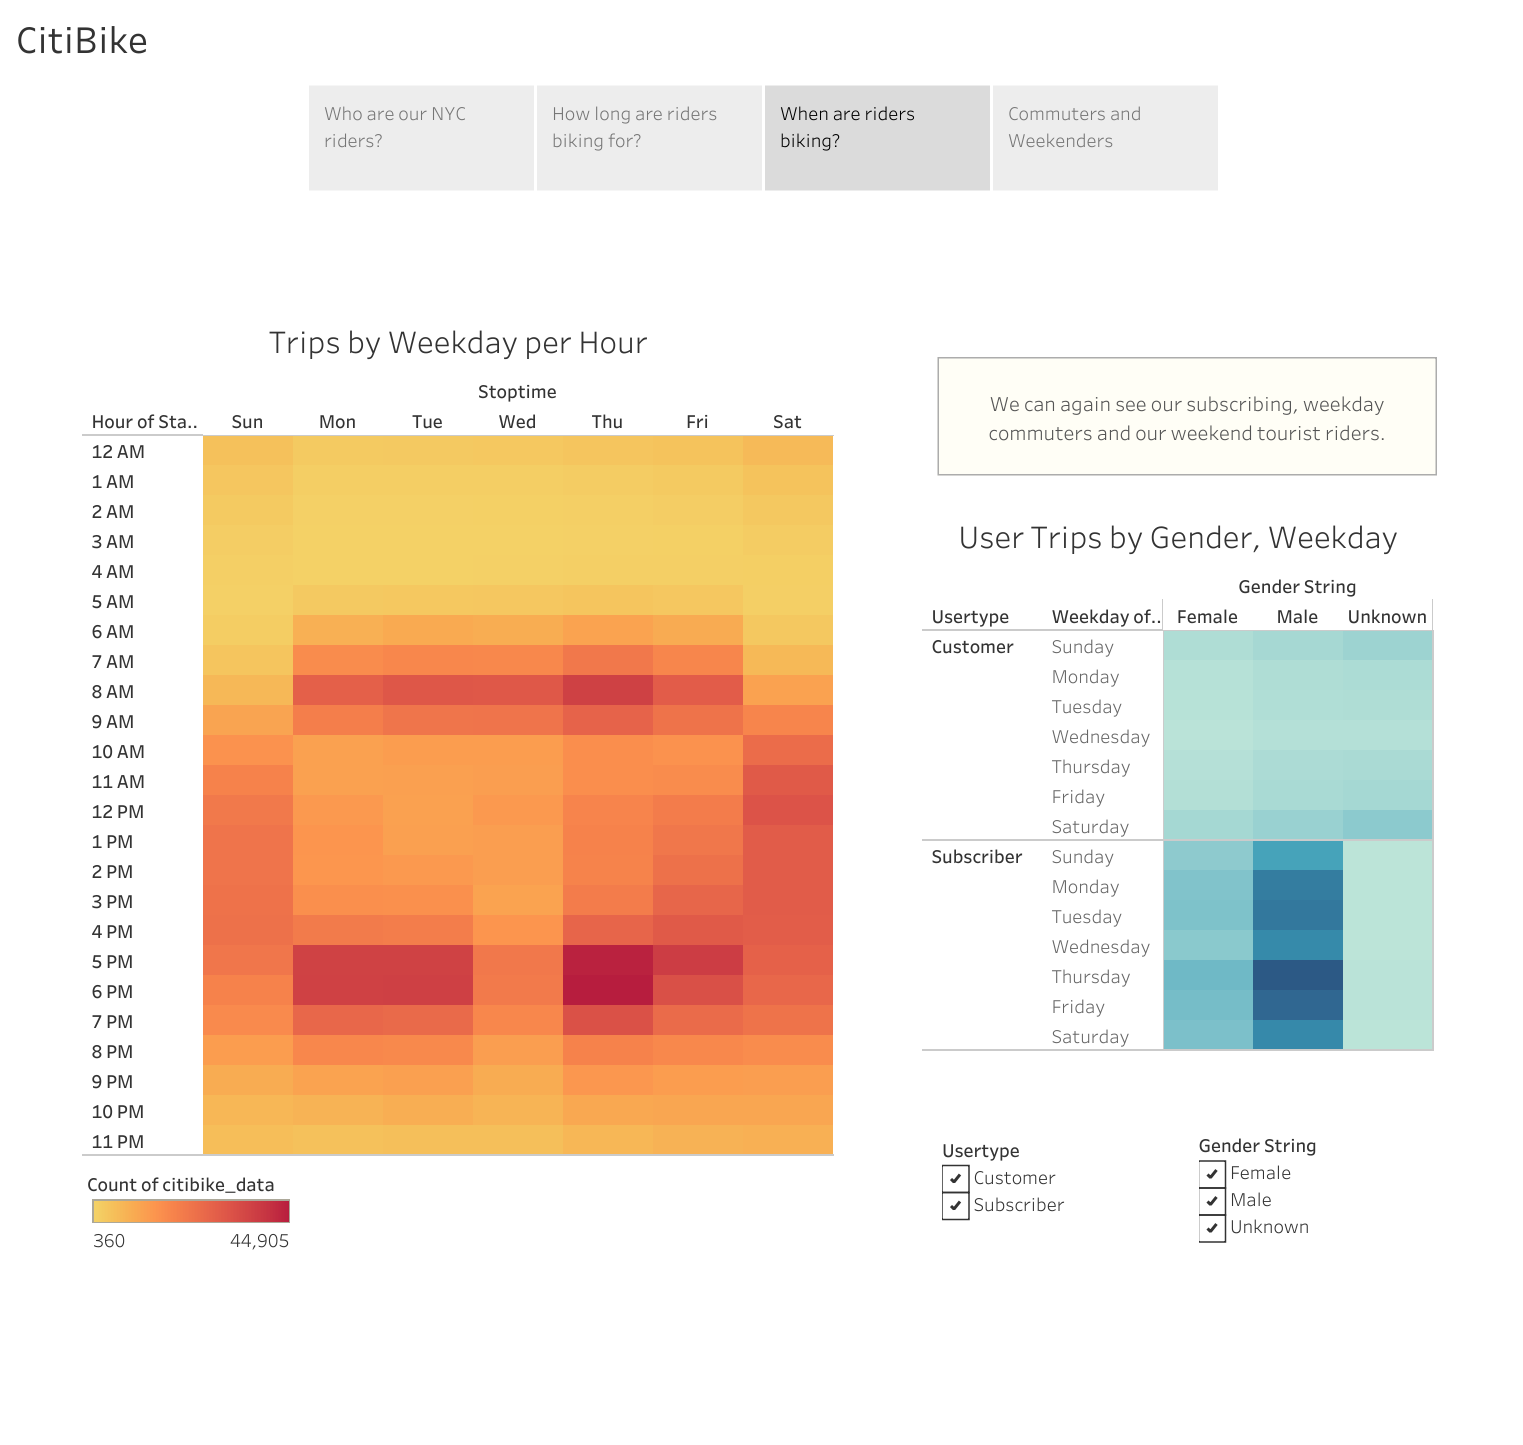 CitiBike
Who are our NYC
riders?
How long are riders
biking for?
When are riders
biking?
Commuters and
Weekenders
Trips by Weekday per Hour
Stoptime
Hour of Sta.. Sun Mon Tue Wed Thu Fri Sat
12 AM
1 AM
2 AM
3 AM
4 AM
5 AM
6 AM
7 AM
8 AM
9 AM
10 AM
11 AM
12 PM
1 PM
2 PM
3 PM
4 PM
5 PM
6 PM
7 PM
8 PM
9 PM
10 PM
11 PM
Count of citibike_data
360 44,905
We can again see our subscribing, weekday
commuters and our weekend tourist riders.
User Trips by Gender, Weekday
Gender String
Usertype Weekday of.. Female Male Unknown
Customer Sunday
Monday
Tuesday
Wednesday
Thursday
Friday
Saturday
Subscriber Sunday
Monday
Tuesday
Wednesday
Thursday
Friday
Saturday
Usertype
Customer
Subscriber
Gender String
Female
Male
Unknown